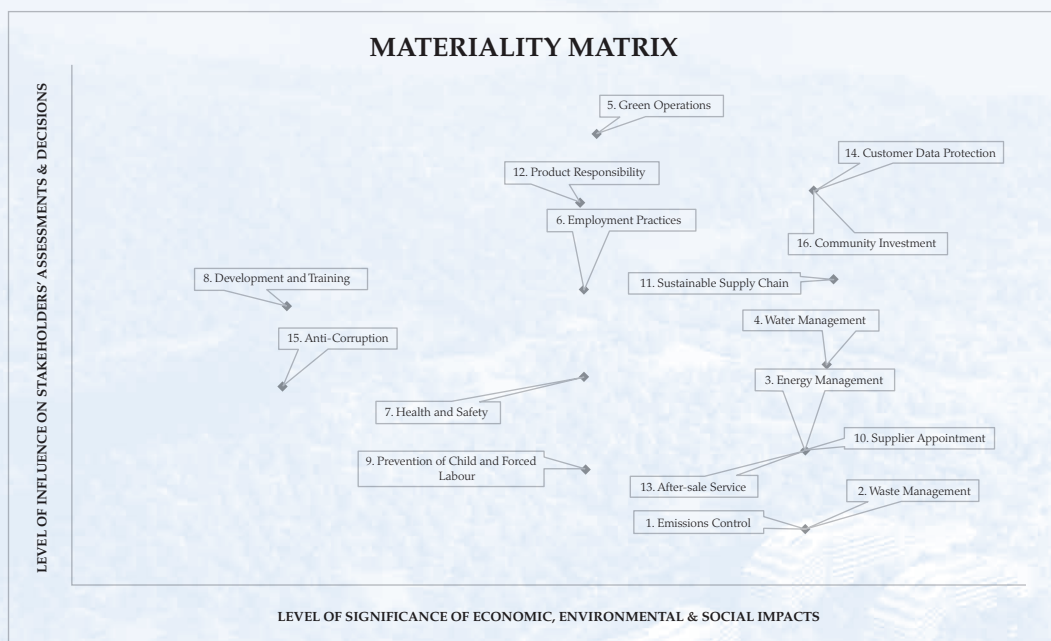 MATERIALITY MATRIX
LEVEL OF INFLUENCE ON STAKEHOLDERS' ASSESSMENTS & DECISIONS
5. Green Operations
14. Customer Data Protection
12. Product Responsibility
6. Employment Practices
16. Community Investment
8. Development and Training
11. Sustainable Supply Chain
4. Water Management
15. Anti-Corruption
3. Energy Management
7. Health and Safety
10. Supplier Appointment
9. Prevention of Child and Forced
Labour
13. After-sale Service
2. Waste Management
1. Emissions Control
LEVEL OF SIGNIFICANCE OF ECONOMIC, ENVIRONMENTAL & SOCIAL IMPACTS